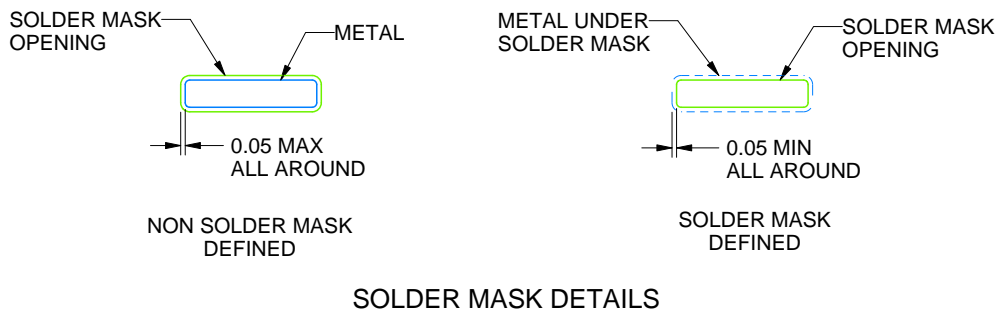 SOLDER MASK
OPENING
METAL
0.05 MAX
ALL AROUND
NON SOLDER MASK
DEFINED
METAL UNDER
SOLDER MASK
SOLDER MASK
OPENING
0.05 MIN
ALL AROUND
SOLDER MASK
DEFINED
SOLDER MASK DETAILS